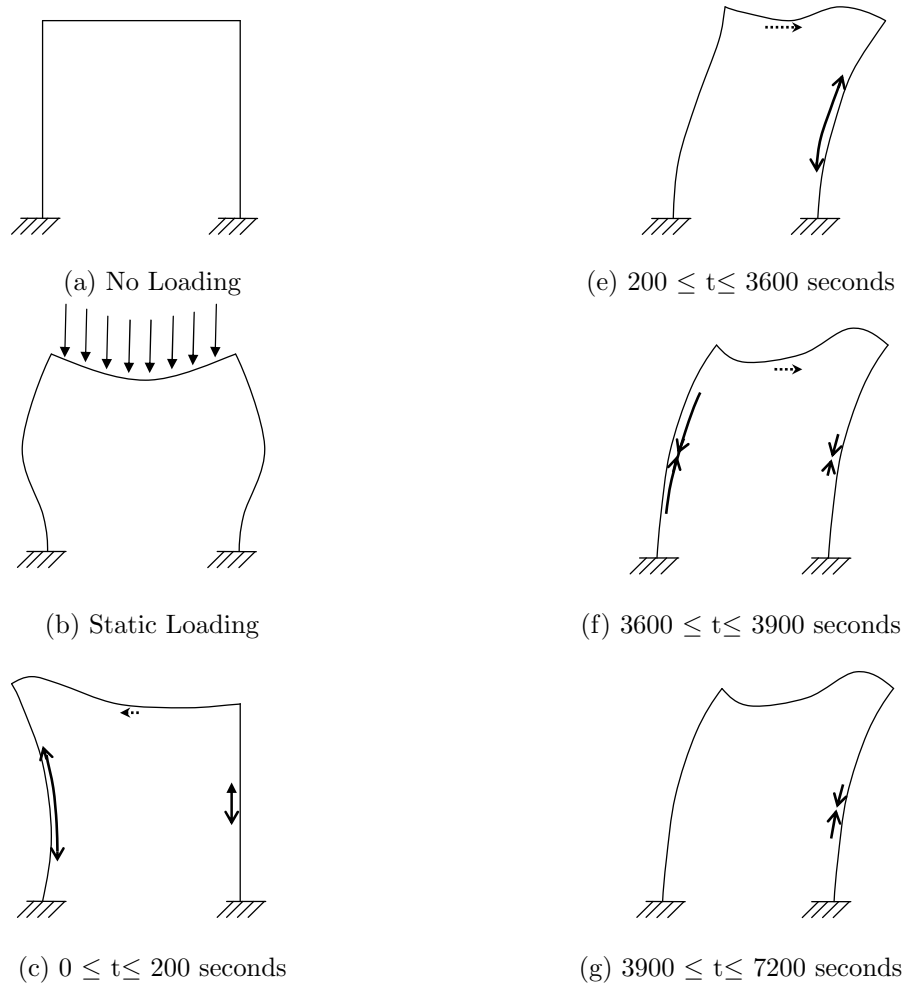 (a) No Loading
(b) Static Loading
(c) 0 ≤ t≤ 200 seconds
(e) 200 ≤ t≤ 3600 seconds
(f) 3600 ≤ t≤ 3900 seconds
(g) 3900 ≤ t≤ 7200 seconds